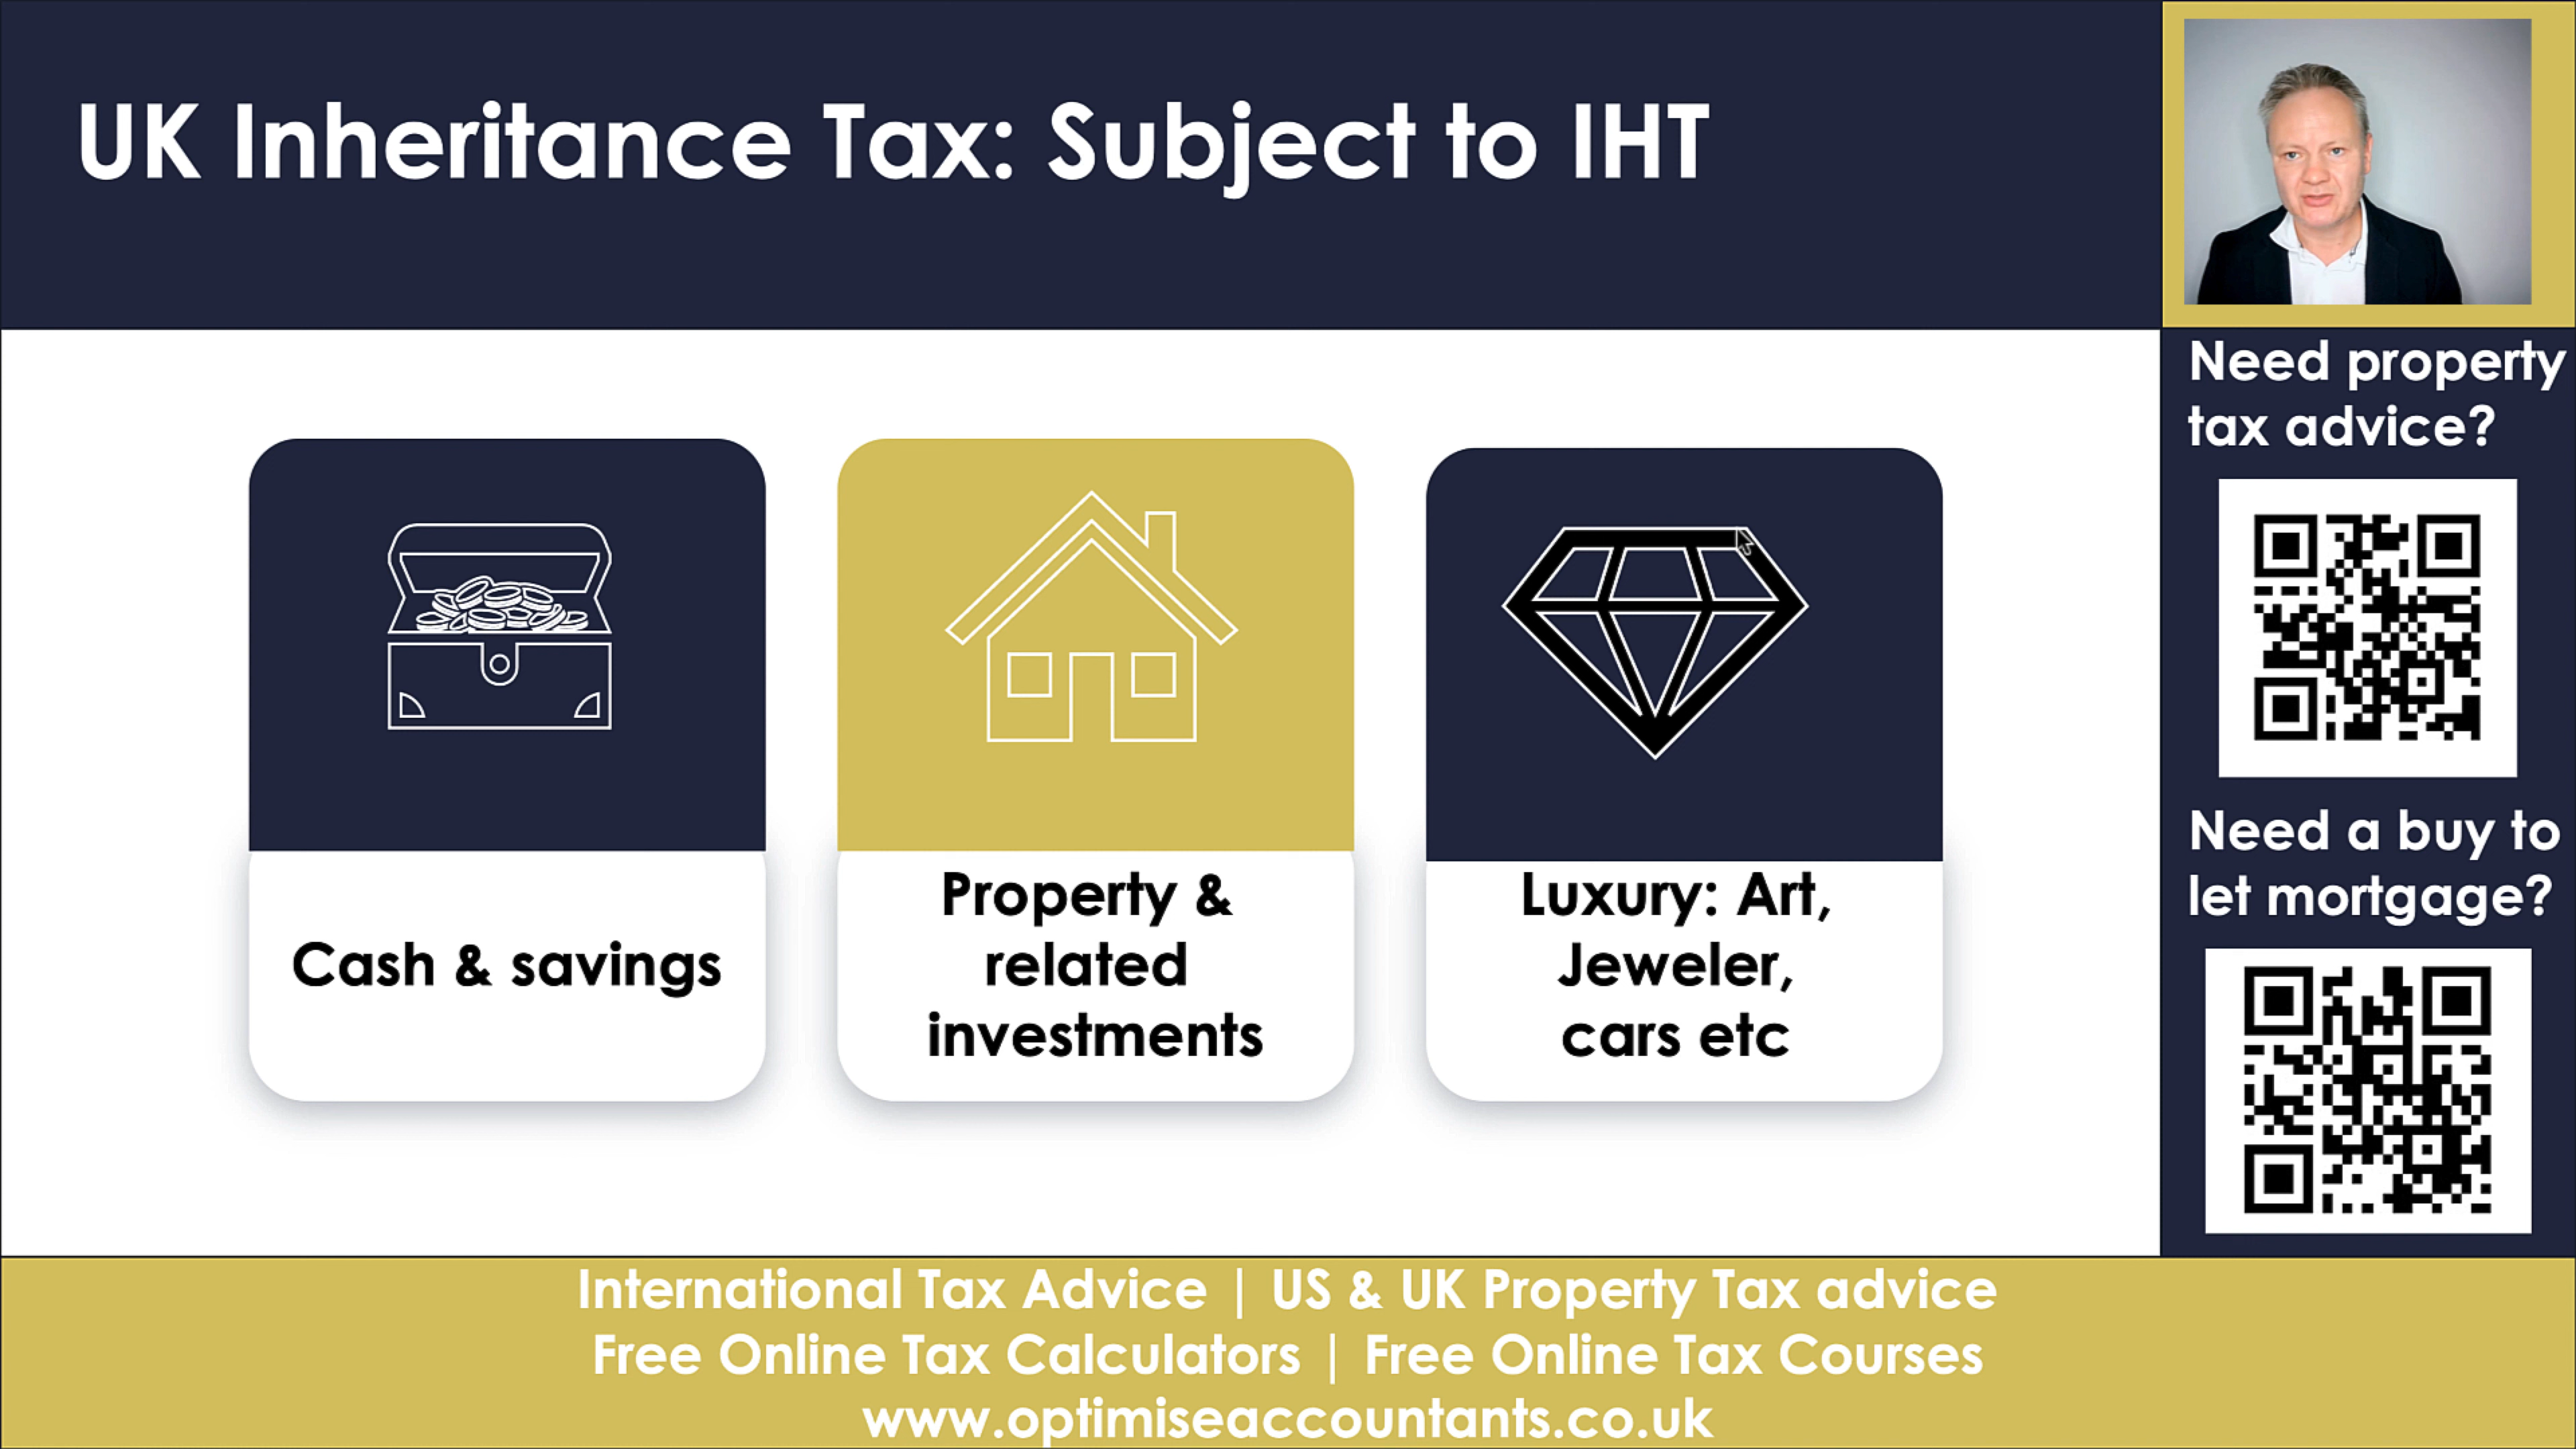 UK Inheritance Tax: Subject to IHT
Need property
tax advice?
Cash & savings
Property &
related
investments
Luxury: Art,
Jeweler,
cars etc
Need a buy to
let mortgage?
International Tax Advice | US & UK Property Tax advice
Free Online Tax Calculators | Free Online Tax Courses
www.optimiseaccountants.co.uk